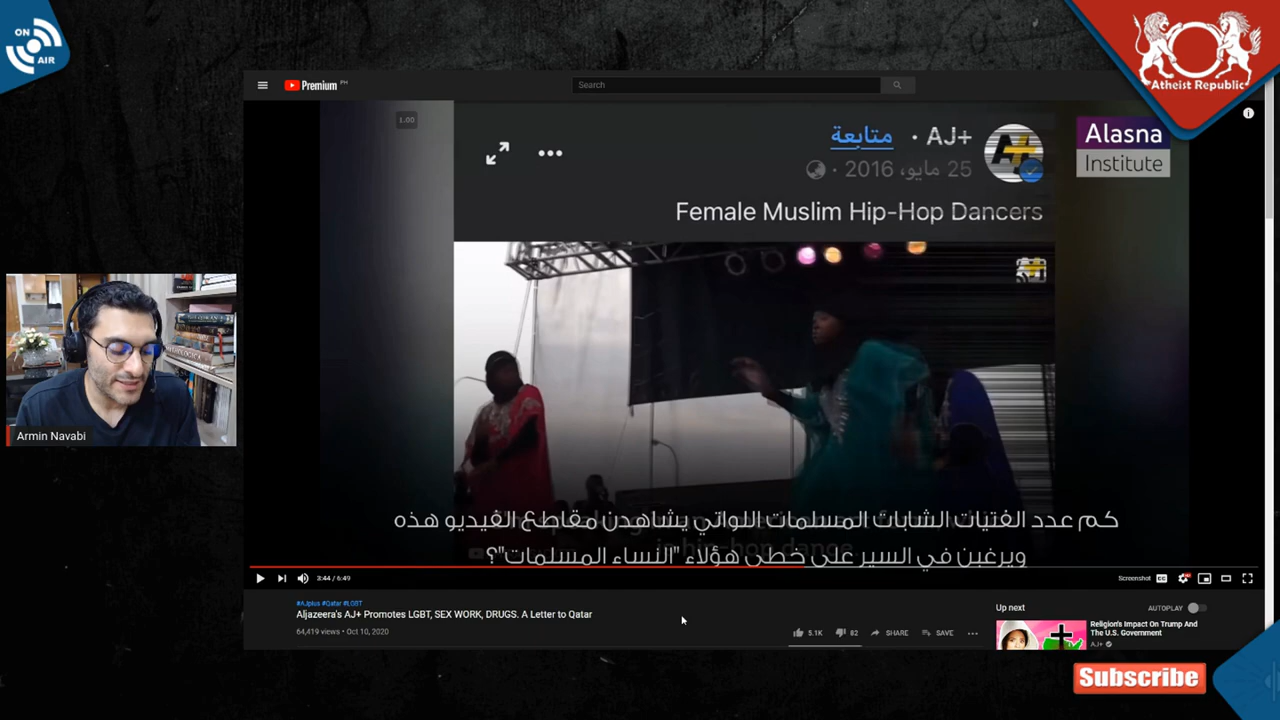 ON
AIR
Atheist Republic
Premium PH
Search
1.00
متابعة • AJ+
25 مايو، 2016
Female Muslim Hip-Hop Dancers
Alasna
Institute
Armin Navabi
كم عدد الفتيات الشابات المسلمات اللواتي يشاهدن مقاطع الفيديو هذه
ويرغبن في السير على خطى هؤلاء "النساء المسلمات"؟
3:44 / 6:49
Screenshot
#AJplus #Qatar #LGBT
Aljazeera's AJ+ Promotes LGBT, SEX WORK, DRUGS. A Letter to Qatar
64,419 views • Oct 10, 2020
5.1K
82
SHARE
SAVE
Up next
AUTOPLAY
Religion's Impact On Trump And
The U.S. Government
AJ+
Subscribe